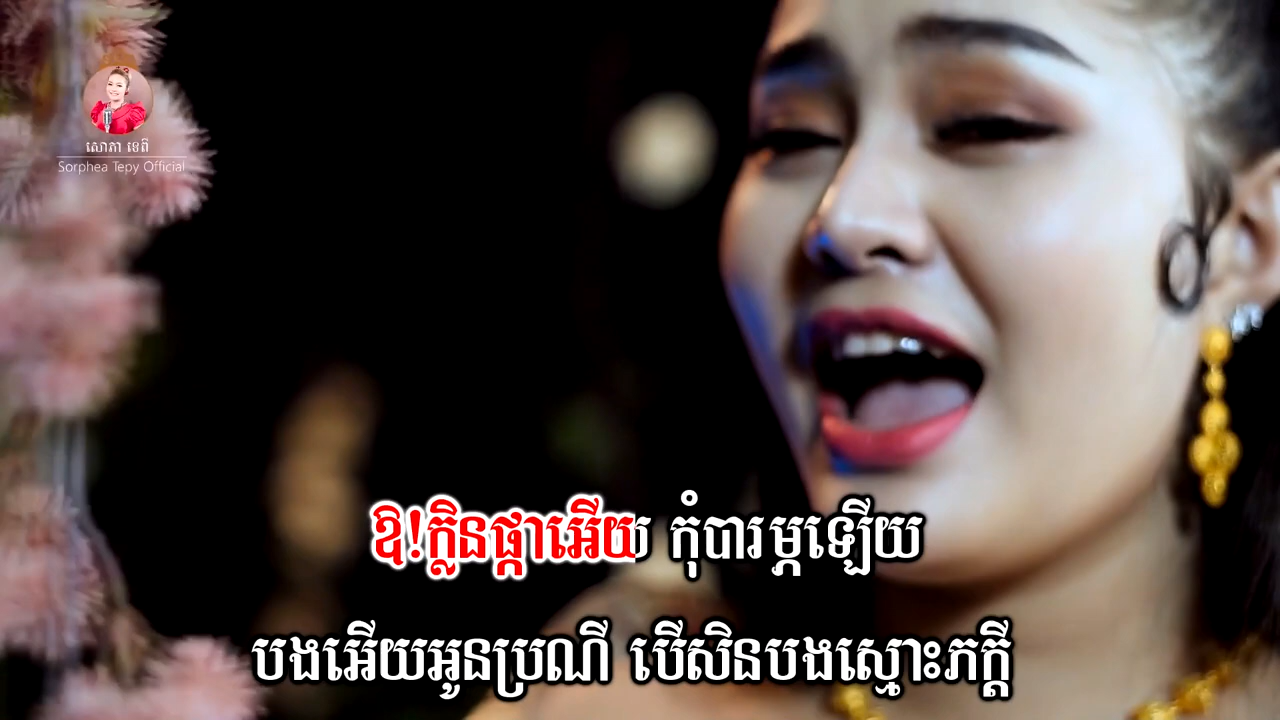 សោភា ទេពី
Sorphea Tepy Official
ឱ!ក្លិនផ្កាអើយ កុំបារម្ភឡើយ
បងអើយអូនប្រណី បើសិនបងស្មោះភក្ដី